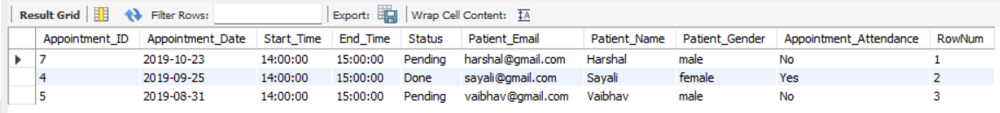 Result Grid Filter Rows: Export: Wrap Cell Content: IA
Appointment_ID Appointment_Date Start_Time End_Time Status Patient_Email Patient_Name Patient_Gender Appointment_Attendance RowNum
7 2019-10-23 14:00:00 15:00:00 Pending harshal@gmail.com Harshal male No 1
4 2019-09-25 14:00:00 15:00:00 Done sayali@gmail.com Sayali female Yes 2
5 2019-08-31 14:00:00 15:00:00 Pending vaibhav@gmail.com Vaibhav male No 3